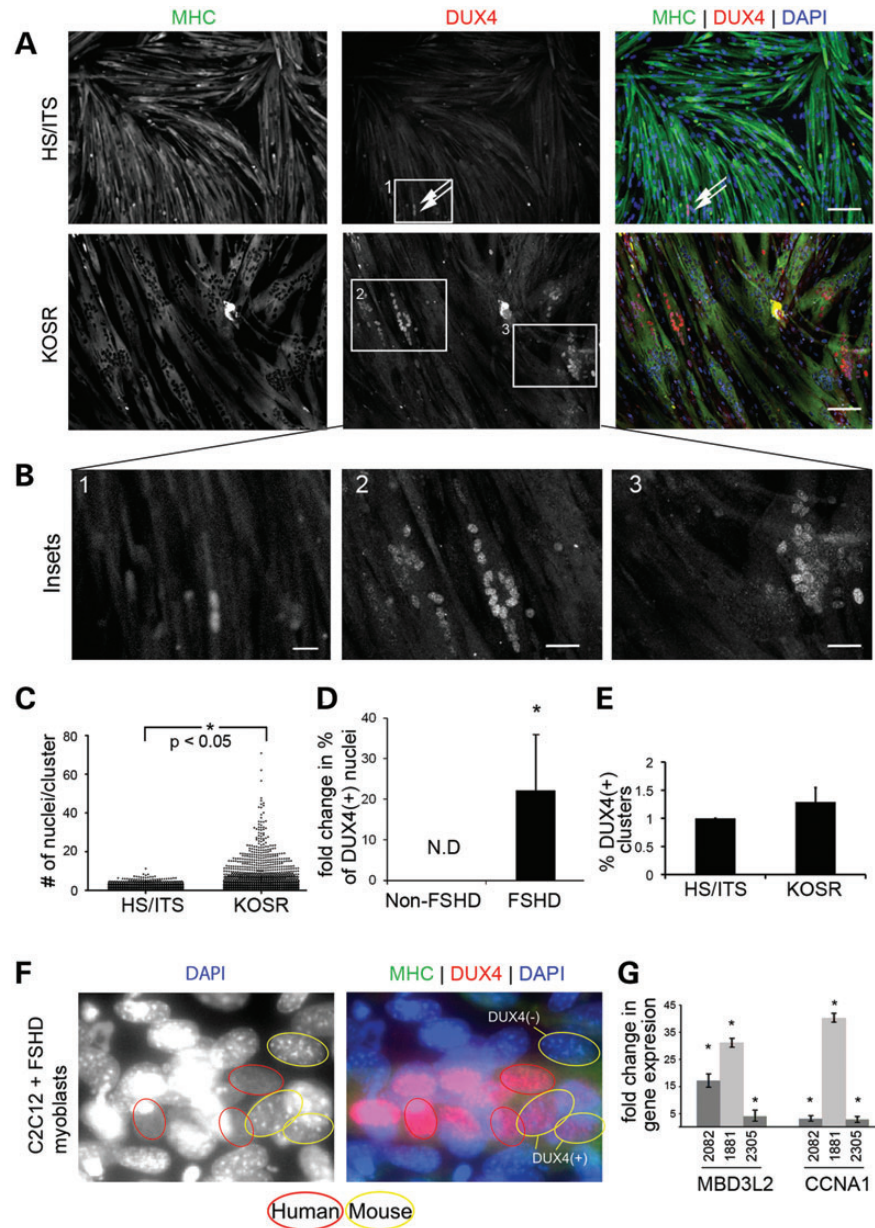 MHC
DUX4
MHC | DUX4 | DAPI
A
HS/ITS
1
KOSR
2
3
B
Insets
1
2
3
C
# of nuclei/cluster
80
60
40
20
0
*
p < 0.05
HS/ITS
KOSR
D
fold change in %
of DUX4(+) nuclei
40
30
20
10
0
N.D
*
Non-FSHD
FSHD
E
% DUX4(+)
clusters
2
1.5
1
0.5
0
HS/ITS
KOSR
F
DAPI
MHC | DUX4 | DAPI
C2C12 + FSHD
myoblasts
DUX4(-)
DUX4(+)
Human
Mouse
G
fold change in
gene expresion
45
35
25
15
5
*
*
*
*
*
*
2082
1881
2305
2082
1881
2305
MBD3L2
CCNA1